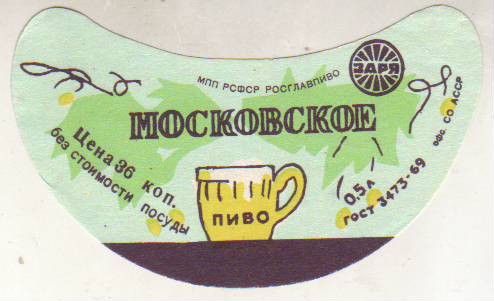 МПП РСФСР РОСГЛАВПИВО
ЗАРЯ
МОСКОВСКОЕ
Цена 36 коп.
без стоимости посуды
ПИВО
0,5л
ГОСТ 3473-69
офс. СО АССР